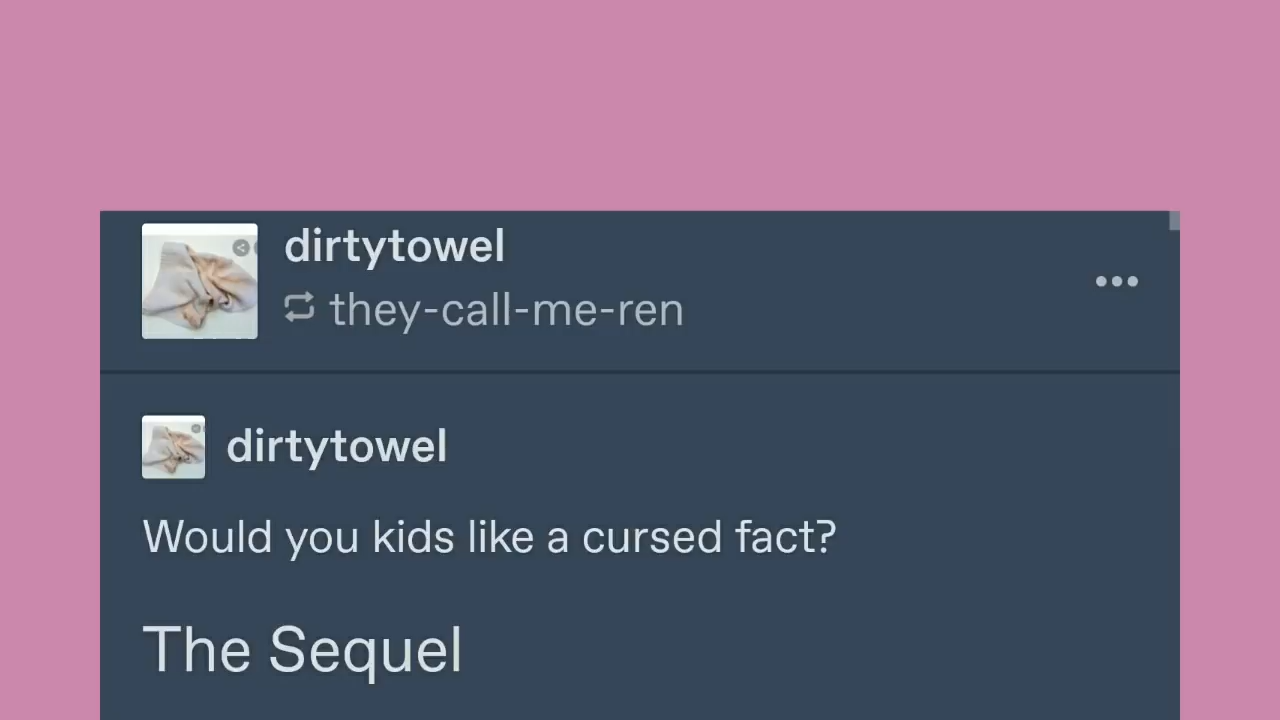 dirtytowel
they-call-me-ren
dirtytowel
Would you kids like a cursed fact?
The Sequel